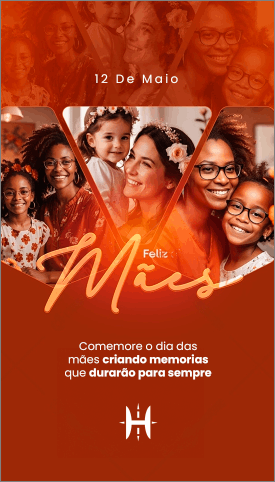 12 De Maio
Feliz
Mães
Comemore o dia das
mães criando memorias
que durarão para sempre